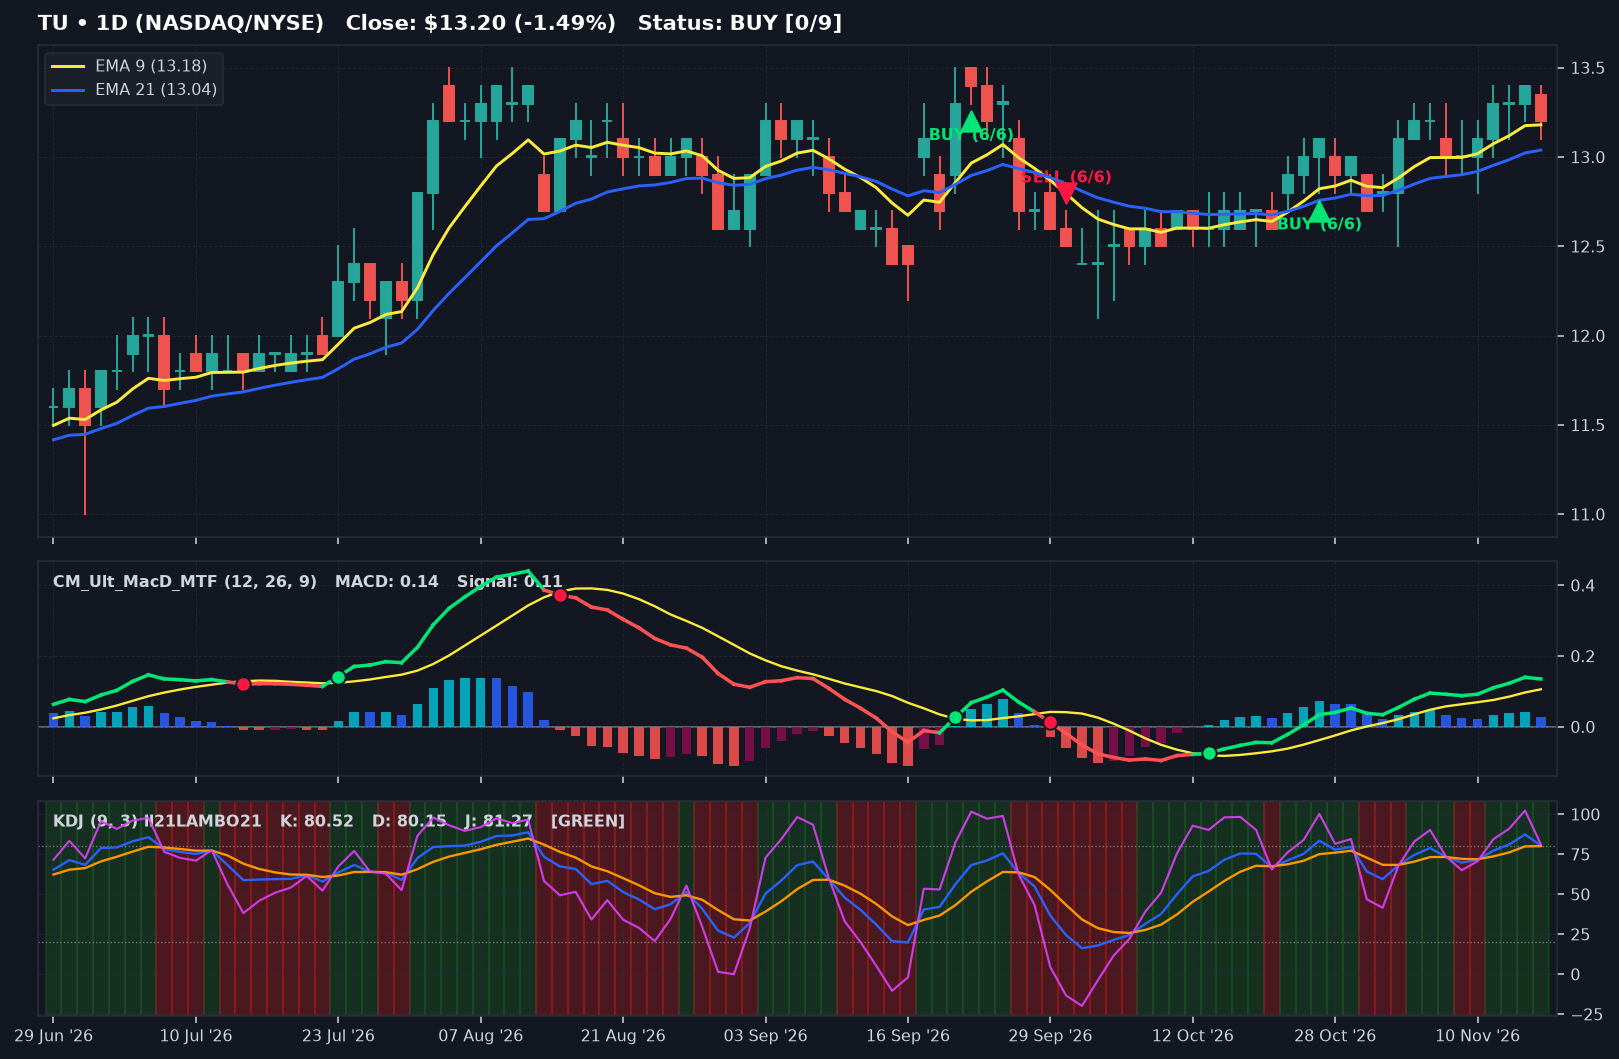 TU • 1D (NASDAQ/NYSE)   Close: $13.20 (-1.49%)   Status: BUY [0/9]
EMA 9 (13.18)
EMA 21 (13.04)
13.5
13.0
12.5
12.0
11.5
11.0
BUY (6/6)
SELL (6/6)
BUY (6/6)
CM_Ult_MacD_MTF (12, 26, 9)   MACD: 0.14   Signal: 0.11
0.4
0.2
0.0
KDJ (9, 3) I21LAMBO21   K: 80.52   D: 80.15   J: 81.27   [GREEN]
100
75
50
25
0
−25
29 Jun '26
10 Jul '26
23 Jul '26
07 Aug '26
21 Aug '26
03 Sep '26
16 Sep '26
29 Sep '26
12 Oct '26
28 Oct '26
10 Nov '26